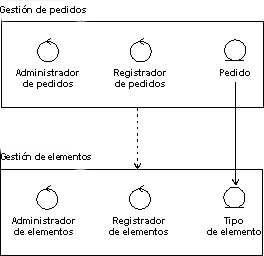 Gestión de pedidos
Administrador
de pedidos
Registrador
de pedidos
Pedido
Gestión de elementos
Administrador
de elementos
Registrador
de elementos
Tipo
de elemento